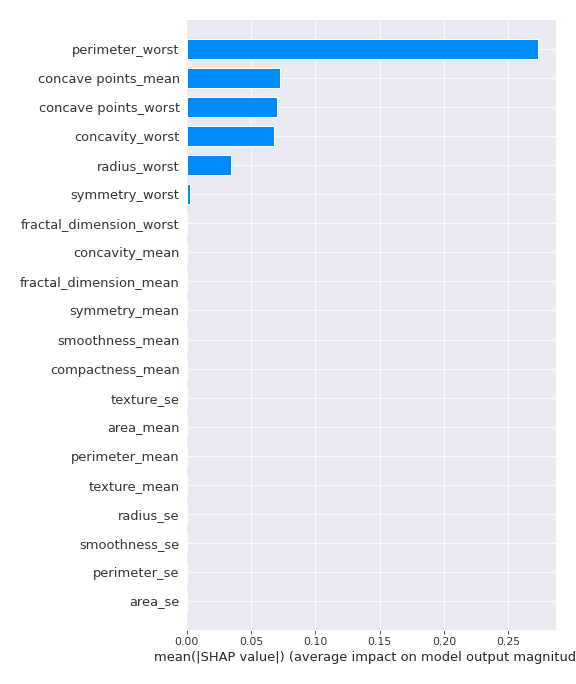 perimeter_worst
concave points_mean
concave points_worst
concavity_worst
radius_worst
symmetry_worst
fractal_dimension_worst
concavity_mean
fractal_dimension_mean
symmetry_mean
smoothness_mean
compactness_mean
texture_se
area_mean
perimeter_mean
texture_mean
radius_se
smoothness_se
perimeter_se
area_se
0.00 0.05 0.10 0.15 0.20 0.25
mean(|SHAP value|) (average impact on model output magnitud